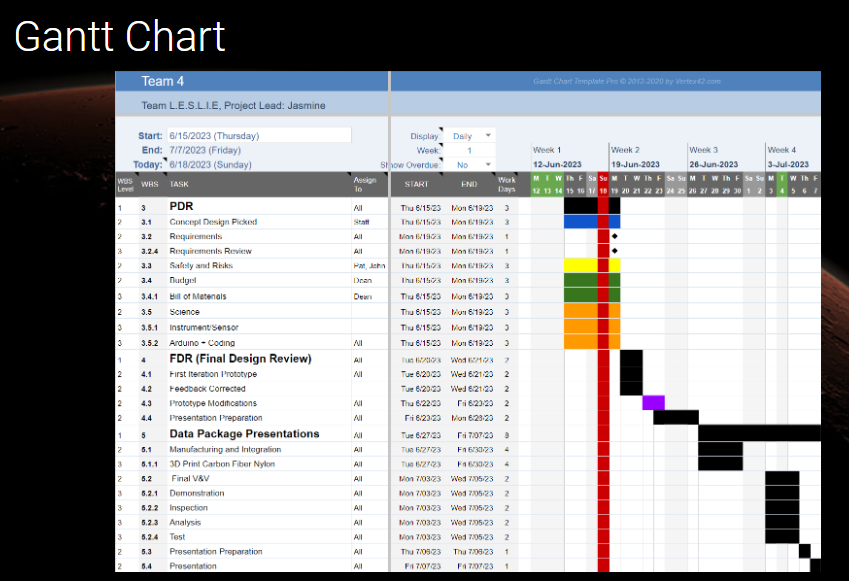 Gantt Chart
Team 4
Gantt Chart Template Pro © 2012-2020 by Vertex42.com
Team L.E.S.L.I.E, Project Lead: Jasmine
Start: 6/15/2023 (Thursday)
Display: Daily
End: 7/7/2023 (Friday)
Week: 1
Week 1 Week 2 Week 3 Week 4
Today: 6/18/2023 (Sunday)
Show Overdue: No
12-Jun-2023 19-Jun-2023 26-Jun-2023 3-Jul-2023
WBS Level WBS TASK Assign To START END Work Days
M T W Th F Sa Su M T W Th F Sa Su M T W Th F Sa Su M T W Th F
12 13 14 15 16 17 18 19 20 21 22 23 24 25 26 27 28 29 30 1 2 3 4 5 6 7
1 3 PDR All Thu 6/15/23 Mon 6/19/23 3
2 3.1 Concept Design Picked Staff Thu 6/15/23 Mon 6/19/23 3
2 3.2 Requirements All Mon 6/19/23 Mon 6/19/23 1
3 3.2.4 Requirements Review All Mon 6/19/23 Mon 6/19/23 1
2 3.3 Safety and Risks Pat, John Thu 6/15/23 Mon 6/19/23 3
2 3.4 Budget Dean Thu 6/15/23 Mon 6/19/23 3
3 3.4.1 Bill of Materials Dean Thu 6/15/23 Mon 6/19/23 3
2 3.5 Science Thu 6/15/23 Mon 6/19/23 3
3 3.5.1 Instrument/Sensor Thu 6/15/23 Mon 6/19/23 3
3 3.5.2 Arduino + Coding All Thu 6/15/23 Mon 6/19/23 3
1 4 FDR (Final Design Review) All Tue 6/20/23 Wed 6/21/23 2
2 4.1 First Iteration Prototype All Tue 6/20/23 Wed 6/21/23 2
2 4.2 Feedback Corrected Tue 6/20/23 Wed 6/21/23 2
2 4.3 Prototype Modifications All Thu 6/22/23 Fri 6/23/23 2
2 4.4 Presentation Preparation All Fri 6/23/23 Mon 6/26/23 2
1 5 Data Package Presentations All Tue 6/27/23 Fri 7/07/23 9
2 5.1 Manufacturing and Integration All Tue 6/27/23 Fri 6/30/23 4
3 5.1.1 3D Print Carbon Fiber Nylon All Tue 6/27/23 Fri 6/30/23 4
2 5.2 Final V&V All Mon 7/03/23 Wed 7/05/23 2
3 5.2.1 Demonstration All Mon 7/03/23 Wed 7/05/23 2
3 5.2.2 Inspection All Mon 7/03/23 Wed 7/05/23 2
3 5.2.3 Analysis All Mon 7/03/23 Wed 7/05/23 2
3 5.2.4 Test All Mon 7/03/23 Wed 7/05/23 2
2 5.3 Presentation Preparation All Thu 7/06/23 Thu 7/06/23 1
2 5.4 Presentation All Fri 7/07/23 Fri 7/07/23 1